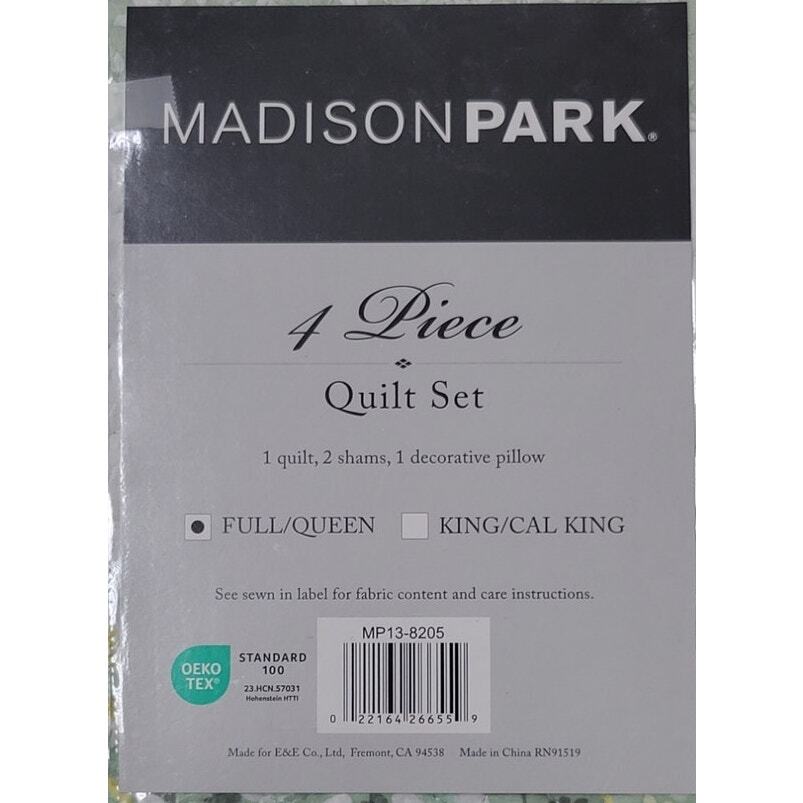 MADISONPARK®
4 Piece
Quilt Set
1 quilt, 2 shams, 1 decorative pillow
FULL/QUEEN KING/CAL KING
See sewn in label for fabric content and care instructions.
OEKO
TEX®
STANDARD
100
23.HCN.57031
Hohenstein HTTI
MP13-8205
0 22164 26655 9
Made for E&E Co., Ltd, Fremont, CA 94538 Made in China RN91519